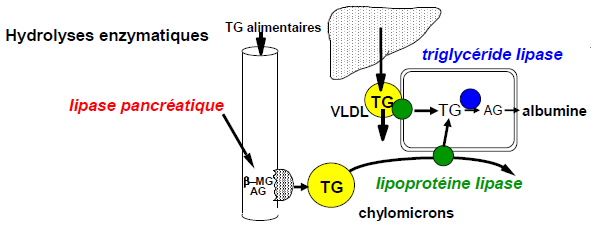 Hydrolyses enzymatiques
TG alimentaires
triglycéride lipase
lipase pancréatique
VLDL
TG
TG
AG
albumine
β–MG
AG
TG
lipoprotéine lipase
chylomicrons